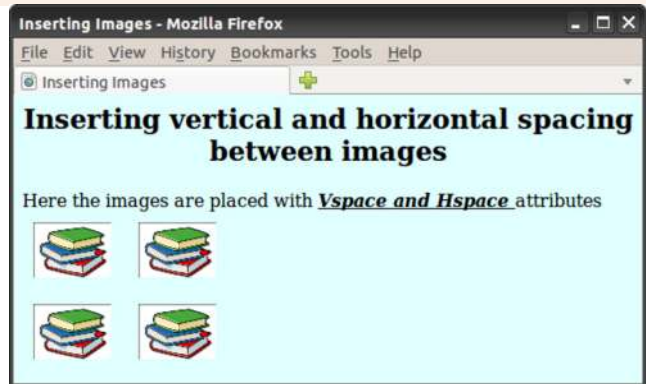 Inserting Images - Mozilla Firefox
File Edit View History Bookmarks Tools Help
Inserting Images
Inserting vertical and horizontal spacing
between images
Here the images are placed with Vspace and Hspace attributes